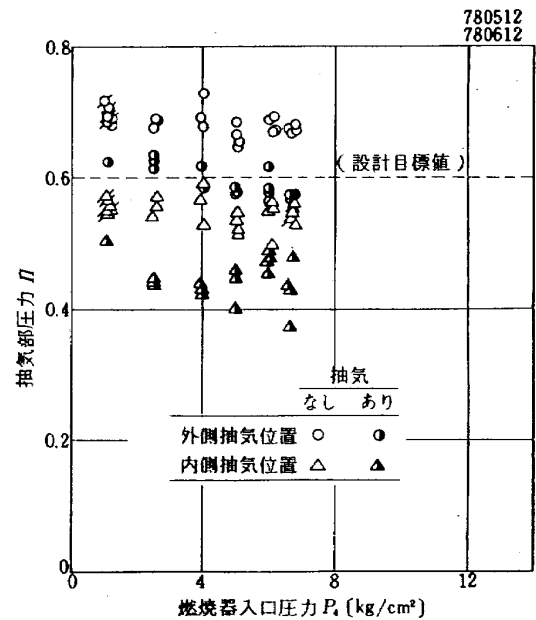 780512
780612
0.8
0.6
0.4
0.2
0
(設計目標値)
抽気部圧力 Π
抽気
なし あり
外側抽気位置
内側抽気位置
0 4 8 12
燃焼器入口圧力 P₄ [kg/cm²]